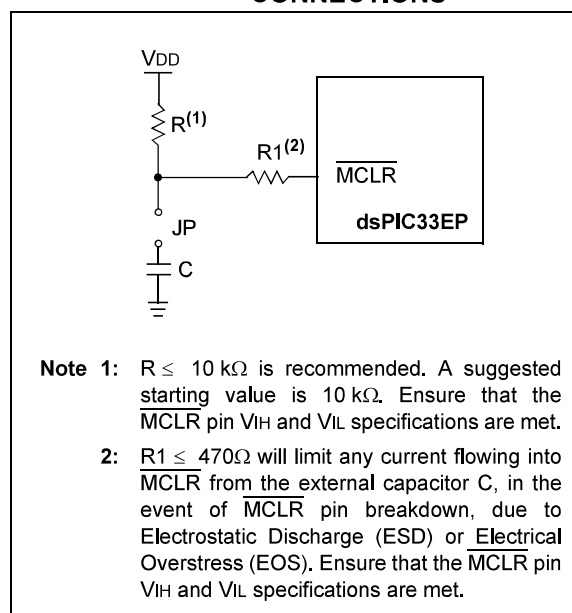 CONNECTIONS
VDD
R(1)
R1(2)
MCLR
JP
dsPIC33EP
C
Note 1: R ≤ 10 kΩ is recommended. A suggested
starting value is 10 kΩ. Ensure that the
MCLR pin VIH and VIL specifications are met.
2: R1 ≤ 470Ω will limit any current flowing into
MCLR from the external capacitor C, in the
event of MCLR pin breakdown, due to
Electrostatic Discharge (ESD) or Electrical
Overstress (EOS). Ensure that the MCLR pin
VIH and VIL specifications are met.